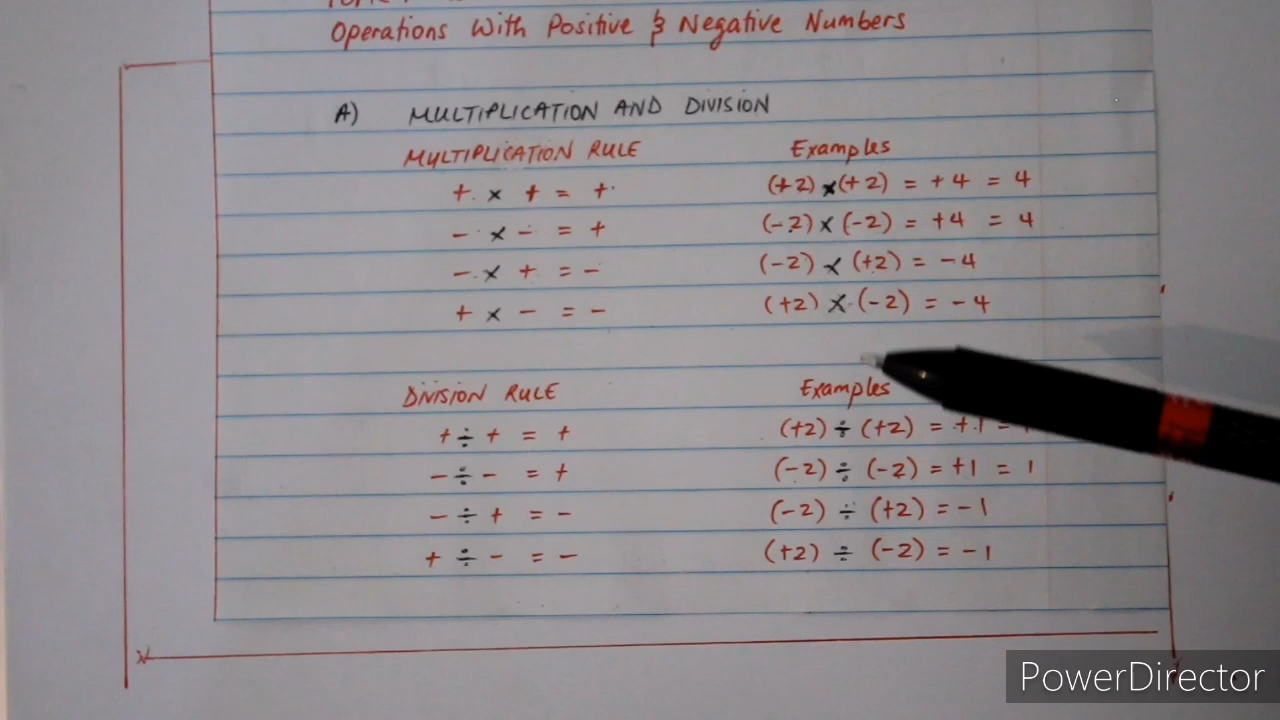 Operations With Positive & Negative Numbers
A) MULTIPLICATION AND DIVISION
MULTIPLICATION RULE Examples
+ × + = + (+2) × (+2) = +4 = 4
- × - = + (-2) × (-2) = +4 = 4
- × + = - (-2) × (+2) = -4
+ × - = - (+2) × (-2) = -4
DIVISION RULE Examples
+ ÷ + = + (+2) ÷ (+2) = +1 =
- ÷ - = + (-2) ÷ (-2) = +1 = 1
- ÷ + = - (-2) ÷ (+2) = -1
+ ÷ - = - (+2) ÷ (-2) = -1
PowerDirector